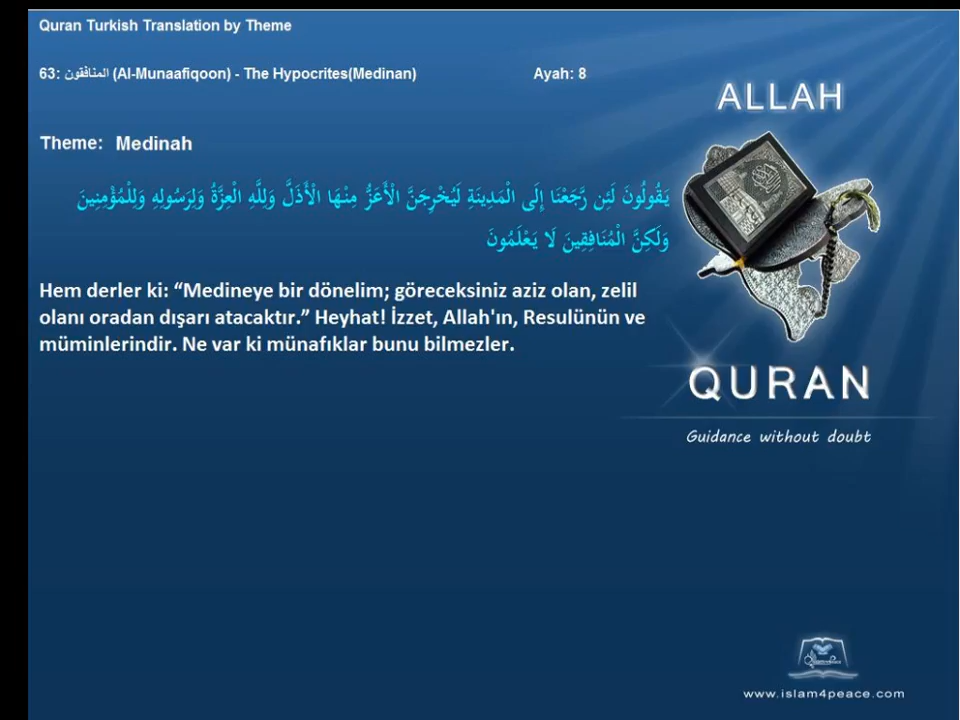 Quran Turkish Translation by Theme
63: المنافقون (Al-Munaafiqoon) - The Hypocrites(Medinan) Ayah: 8
ALLAH
Theme: Medinah
يَقُولُونَ لَئِن رَّجَعْنَا إِلَى الْمَدِينَةِ لَيُخْرِجَنَّ الْأَعَزُّ مِنْهَا الْأَذَلَّ وَلِلَّهِ الْعِزَّةُ وَلِرَسُولِهِ وَلِلْمُؤْمِنِينَ
وَلَكِنَّ الْمُنَافِقِينَ لَا يَعْلَمُونَ
Hem derler ki: “Medineye bir dönelim; göreceksiniz aziz olan, zelil
olanı oradan dışarı atacaktır.” Heyhat! İzzet, Allah'ın, Resulünün ve
müminlerindir. Ne var ki münafıklar bunu bilmezler.
QURAN
Guidance without doubt
www.islam4peace.com